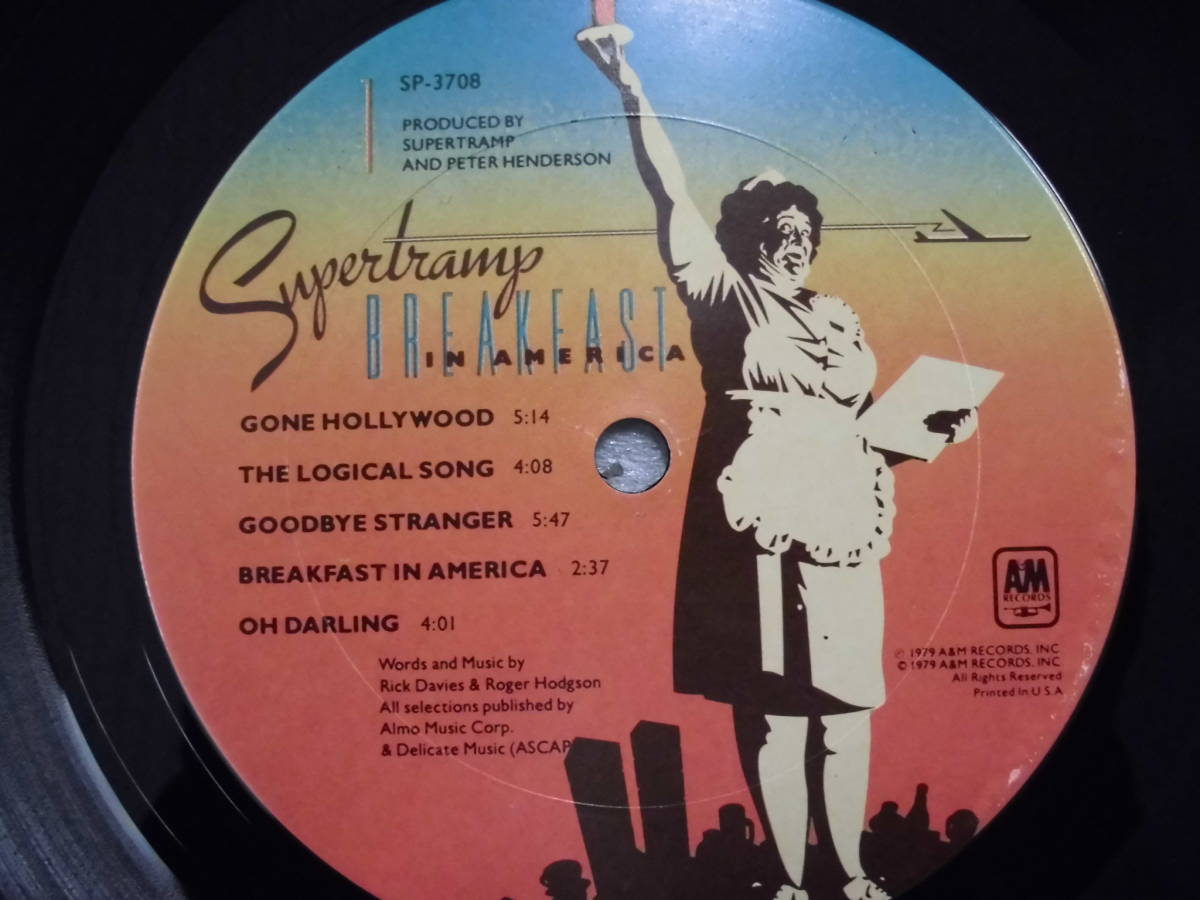 SP-3708
PRODUCED BY
SUPERTRAMP
AND PETER HENDERSON
Supertramp
BREAKFAST
IN AMERICA
GONE HOLLYWOOD 5:14
THE LOGICAL SONG 4:08
GOODBYE STRANGER 5:47
BREAKFAST IN AMERICA 2:37
OH DARLING 4:01
Words and Music by
Rick Davies & Roger Hodgson
All selections published by
Almo Music Corp.
& Delicate Music (ASCAP
A&M
RECORDS
℗ 1979 A&M RECORDS, INC
© 1979 A&M RECORDS, INC
All Rights Reserved
Printed In U S A